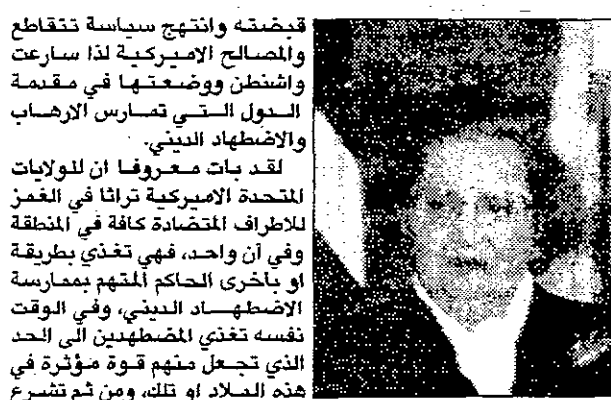 قبضته وانتهج سياسة تتقاطع
والمصالح الاميركية لذا سارعت
واشنطن ووضعتها في مقدمة
الدول التي تمارس الارهاب
والاضطهاد الديني.
لقد بات معروفا ان للولايات
المتحدة الاميركية تراثا في الغمز
للاطراف المتضادة كافة في المنطقة
وفي آن واحد، فهي تغذي بطريقة
او بأخرى الحاكم المتهم بممارسة
الاضطهاد الديني، وفي الوقت
نفسه تغذي المضطهدين الى الحد
الذي تجعل منهم قوة مؤثرة في
هذه البلاد او تلك، ومن ثم تشرع